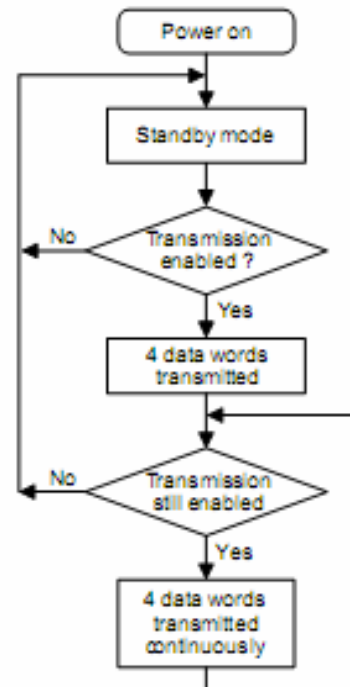 Power on
Standby mode
No
Transmission
enabled ?
Yes
4 data words
transmitted
No
Transmission
still enabled
Yes
4 data words
transmitted
continuously